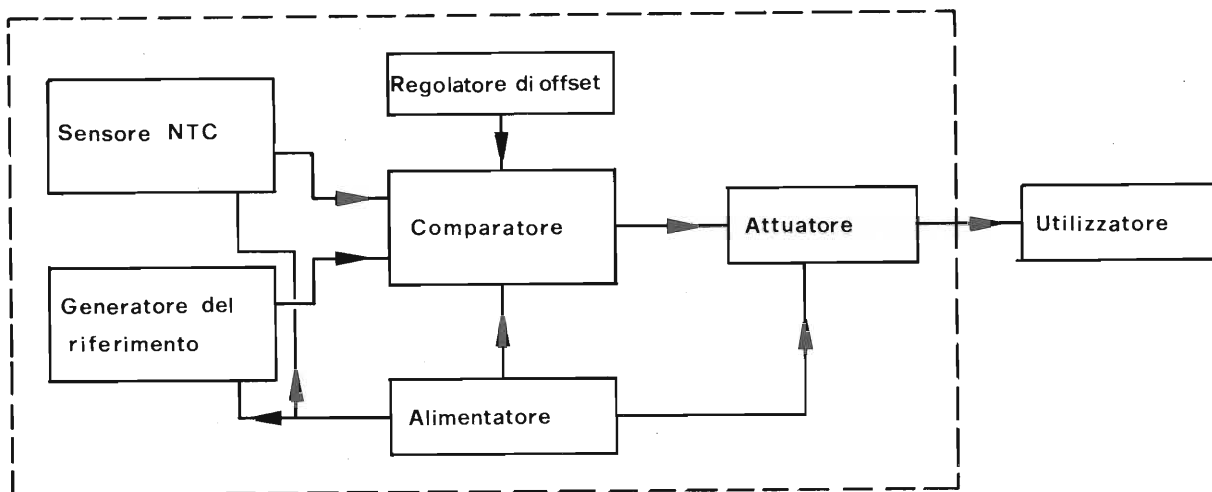 Regolatore di offset
Sensore NTC
Comparatore
Attuatore
Utilizzatore
Generatore del
riferimento
Alimentatore